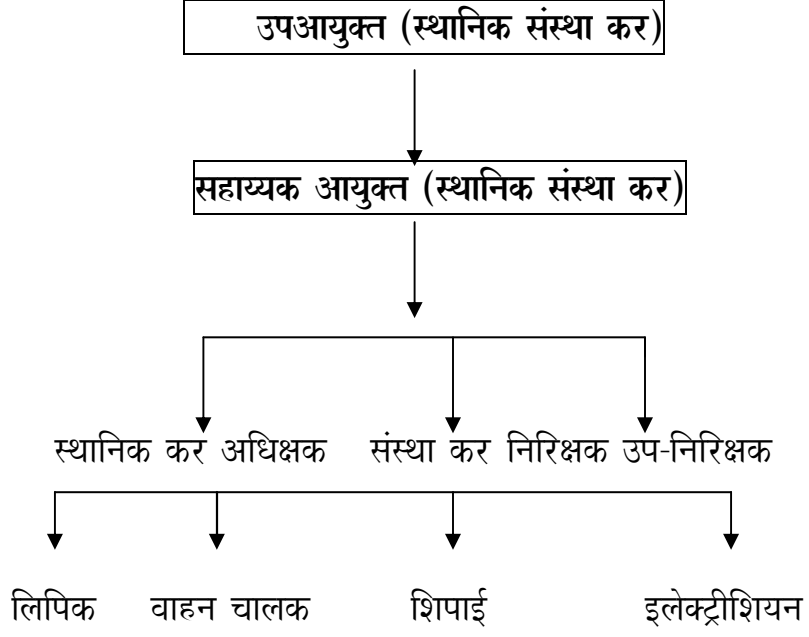 उपआयुक्त (स्थानिक संस्था कर)
सहाय्यक आयुक्त (स्थानिक संस्था कर)
स्थानिक कर अधिक्षक संस्था कर निरिक्षक उप-निरिक्षक
लिपिक वाहन चालक शिपाई इलेक्ट्रीशियन